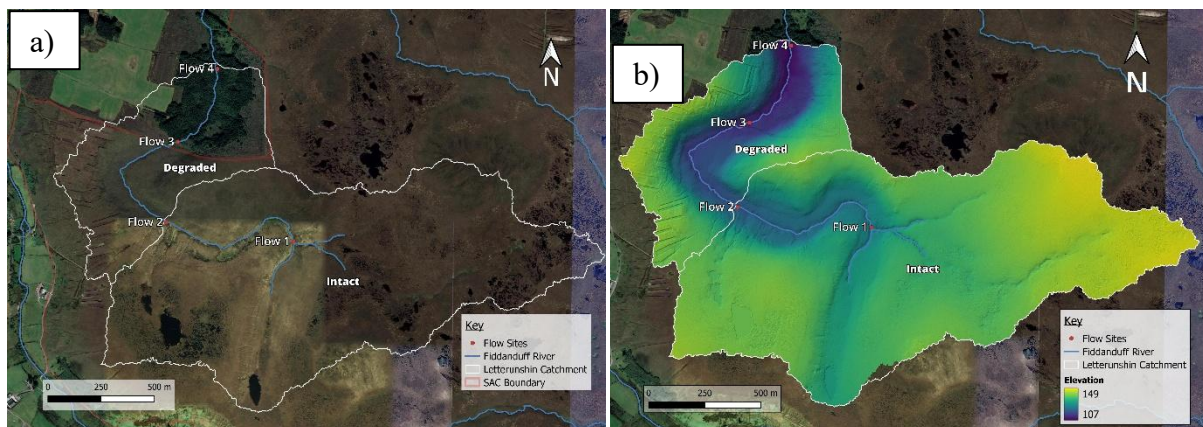 a)
N
Flow 4
Flow 3
Degraded
Flow 2
Flow 1
Intact
Key
Flow Sites
Fiddanduff River
Letterunshin Catchment
SAC Boundary
0 250 500 m
b)
N
Flow 4
Flow 3
Degraded
Flow 2
Flow 1
Intact
Key
Flow Sites
Fiddanduff River
Letterunshin Catchment
Elevation
149
107
0 250 500 m